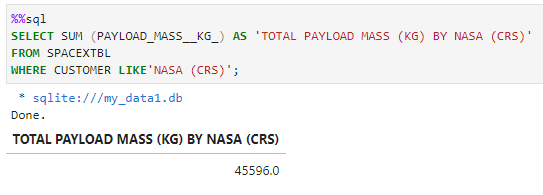 %%sql
SELECT SUM (PAYLOAD_MASS__KG_) AS 'TOTAL PAYLOAD MASS (KG) BY NASA (CRS)'
FROM SPACEXTBL
WHERE CUSTOMER LIKE'NASA (CRS)';
* sqlite:///my_data1.db
Done.
TOTAL PAYLOAD MASS (KG) BY NASA (CRS)
45596.0